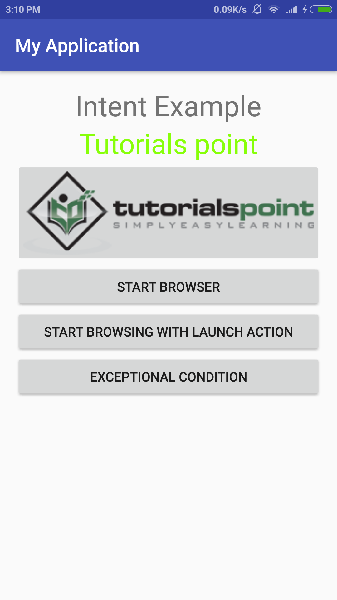 3:10 PM 0.09K/s
My Application
Intent Example
Tutorials point
tutorialspoint
SIMPLYEASYLEARNING
START BROWSER
START BROWSING WITH LAUNCH ACTION
EXCEPTIONAL CONDITION